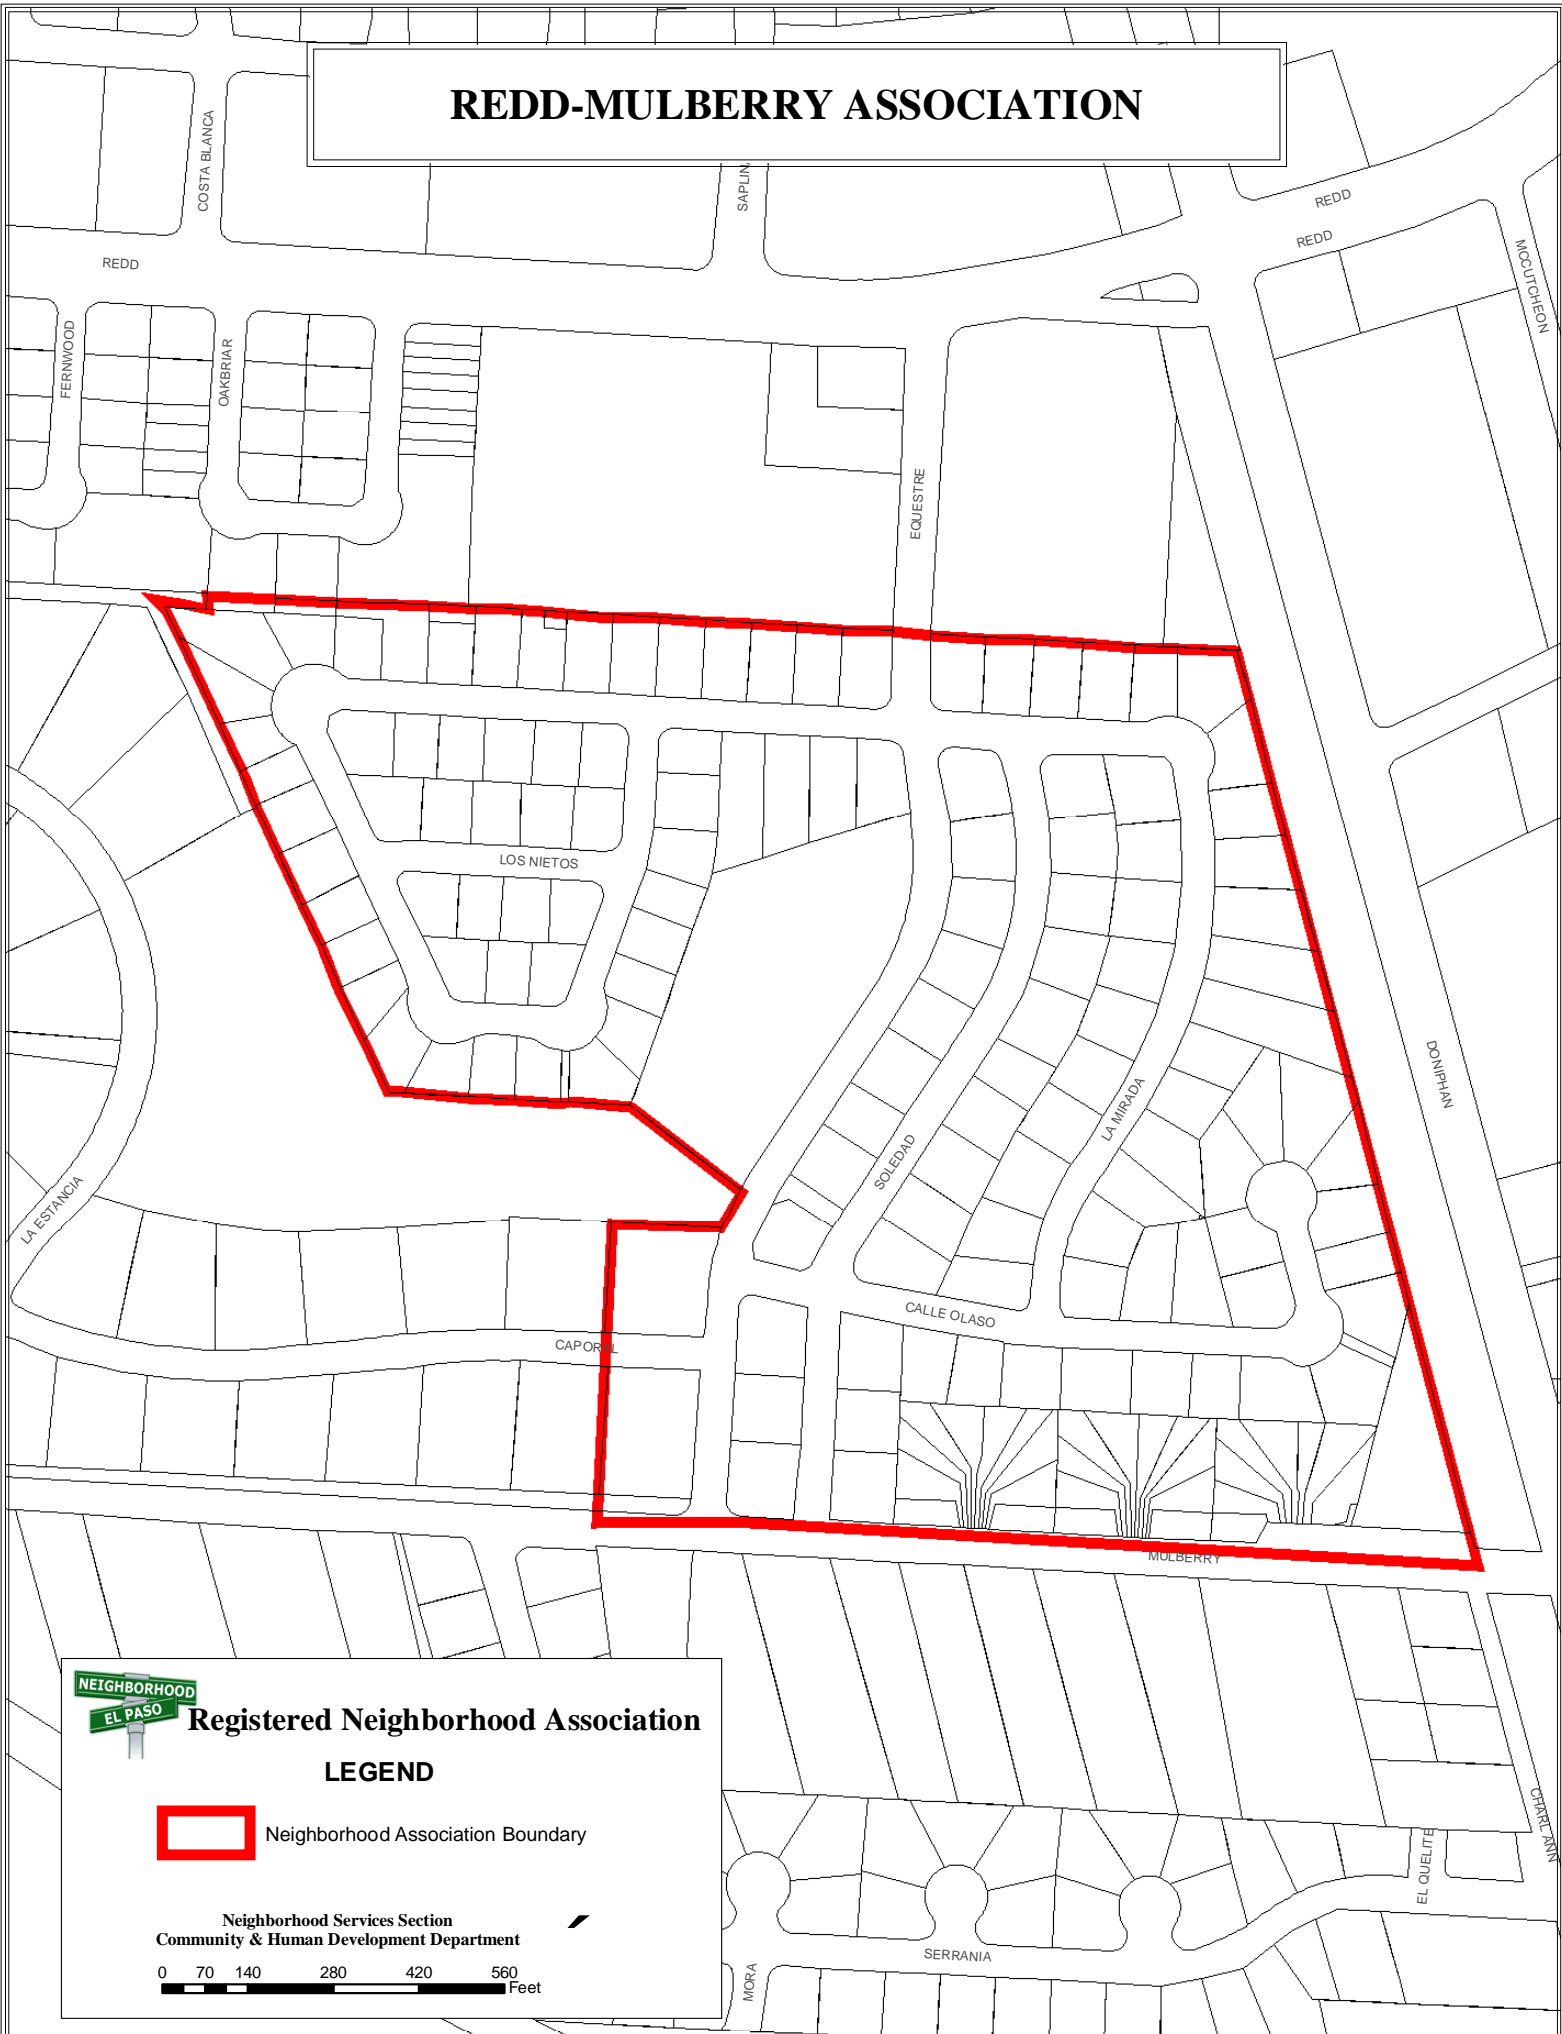 REDD-MULBERRY ASSOCIATION
COSTA BLANCA
SAPLIN
REDD
REDD
REDD
MCCUTCHEON
FERNWOOD
OAKBRIAR
EQUESTRE
LOS NIETOS
DONIPHAN
LA MIRADA
SOLEDAD
LA ESTANCIA
CALLE OLASO
CAPORAL
MULBERRY
NEIGHBORHOOD
EL PASO
Registered Neighborhood Association
LEGEND
Neighborhood Association Boundary
Neighborhood Services Section
Community & Human Development Department
0 70 140 280 420 560
Feet
CHARL ANN
EL QUELITE
SERRANIA
MORA